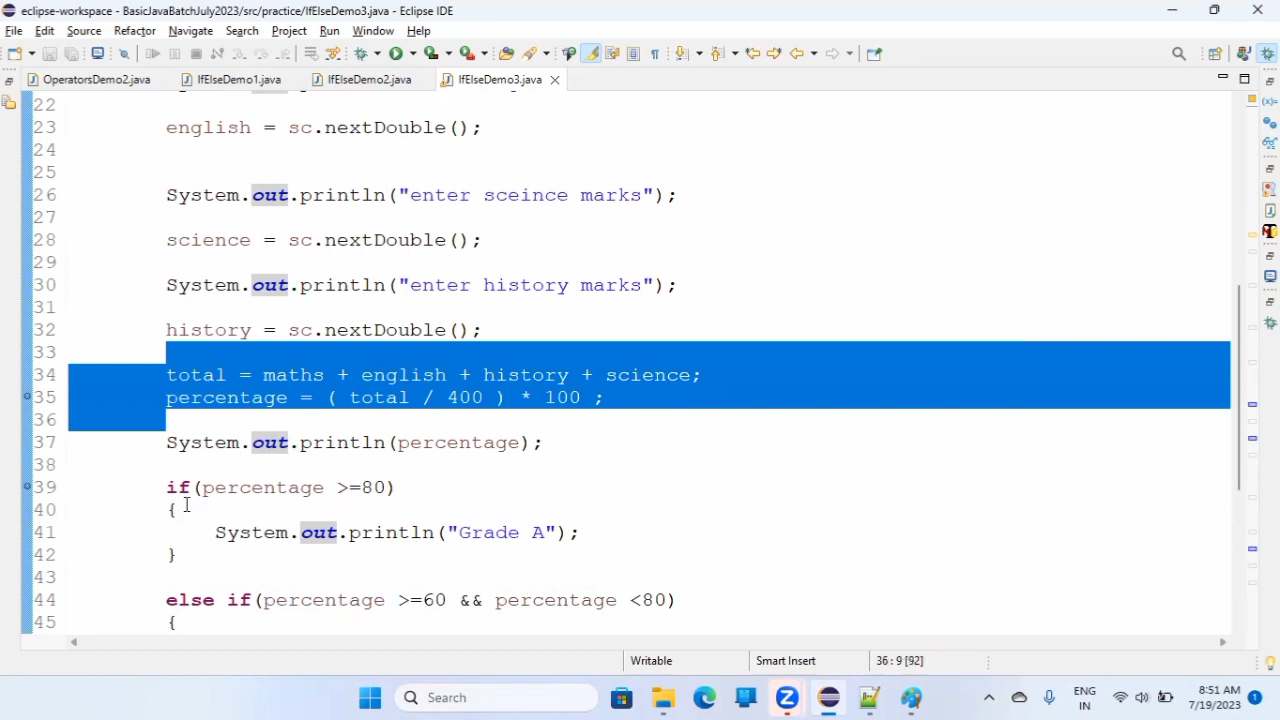 eclipse-workspace - BasicJavaBatchJuly2023/src/practice/IfElseDemo3.java - Eclipse IDE
File Edit Source Refactor Navigate Search Project Run Window Help
OperatorsDemo2.java IfElseDemo1.java IfElseDemo2.java IfElseDemo3.java
22
23 english = sc.nextDouble();
24
25
26 System.out.println("enter sceince marks");
27
28 science = sc.nextDouble();
29
30 System.out.println("enter history marks");
31
32 history = sc.nextDouble();
33
34 total = maths + english + history + science;
35 percentage = ( total / 400 ) * 100 ;
36
37 System.out.println(percentage);
38
39 if(percentage >=80)
40 {
41 System.out.println("Grade A");
42 }
43
44 else if(percentage >=60 && percentage <80)
45 {
Writable Smart Insert 36 : 9 [92]
Search
ENG
IN
8:51 AM
7/19/2023
1